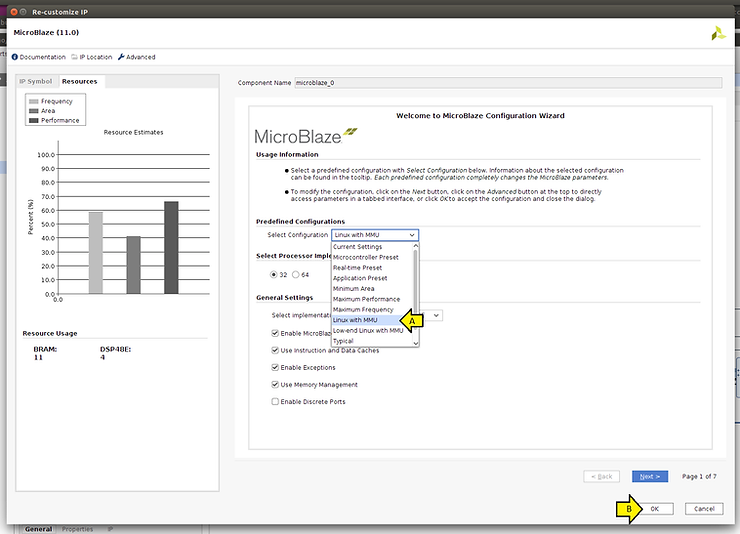 Re-customize IP
MicroBlaze (11.0)
Documentation IP Location Advanced
IP Symbol Resources
Frequency
Area
Performance
Resource Estimates
Percent (%)
100.0
90.0
80.0
70.0
60.0
50.0
40.0
30.0
20.0
10.0
0.0
0.0
Resource Usage
BRAM: DSP48E:
11 4
Component Name microblaze_0
Welcome to MicroBlaze Configuration Wizard
MicroBlaze
Usage Information
Select a predefined configuration with Select Configuration below. Information about the selected configuration
can be found in the tooltip. Each predefined configuration completely changes the MicroBlaze parameters.
To modify the configuration, click on the Next button, click on the Advanced button at the top to directly
access parameters in a tabbed interface, or click OK to accept the configuration and close the dialog.
Predefined Configurations
Select Configuration Linux with MMU
Current Settings
Microcontroller Preset
Real-time Preset
Application Preset
Minimum Area
Maximum Performance
Maximum Frequency
Linux with MMU
Low-end Linux with MMU
Typical
A
Select Processor Imple
32 64
General Settings
Select implementat
Enable MicroBlaz
Use Instruction and Data Caches
Enable Exceptions
Use Memory Management
Enable Discrete Ports
< Back Next > Page 1 of 7
B OK Cancel
General Properties IP